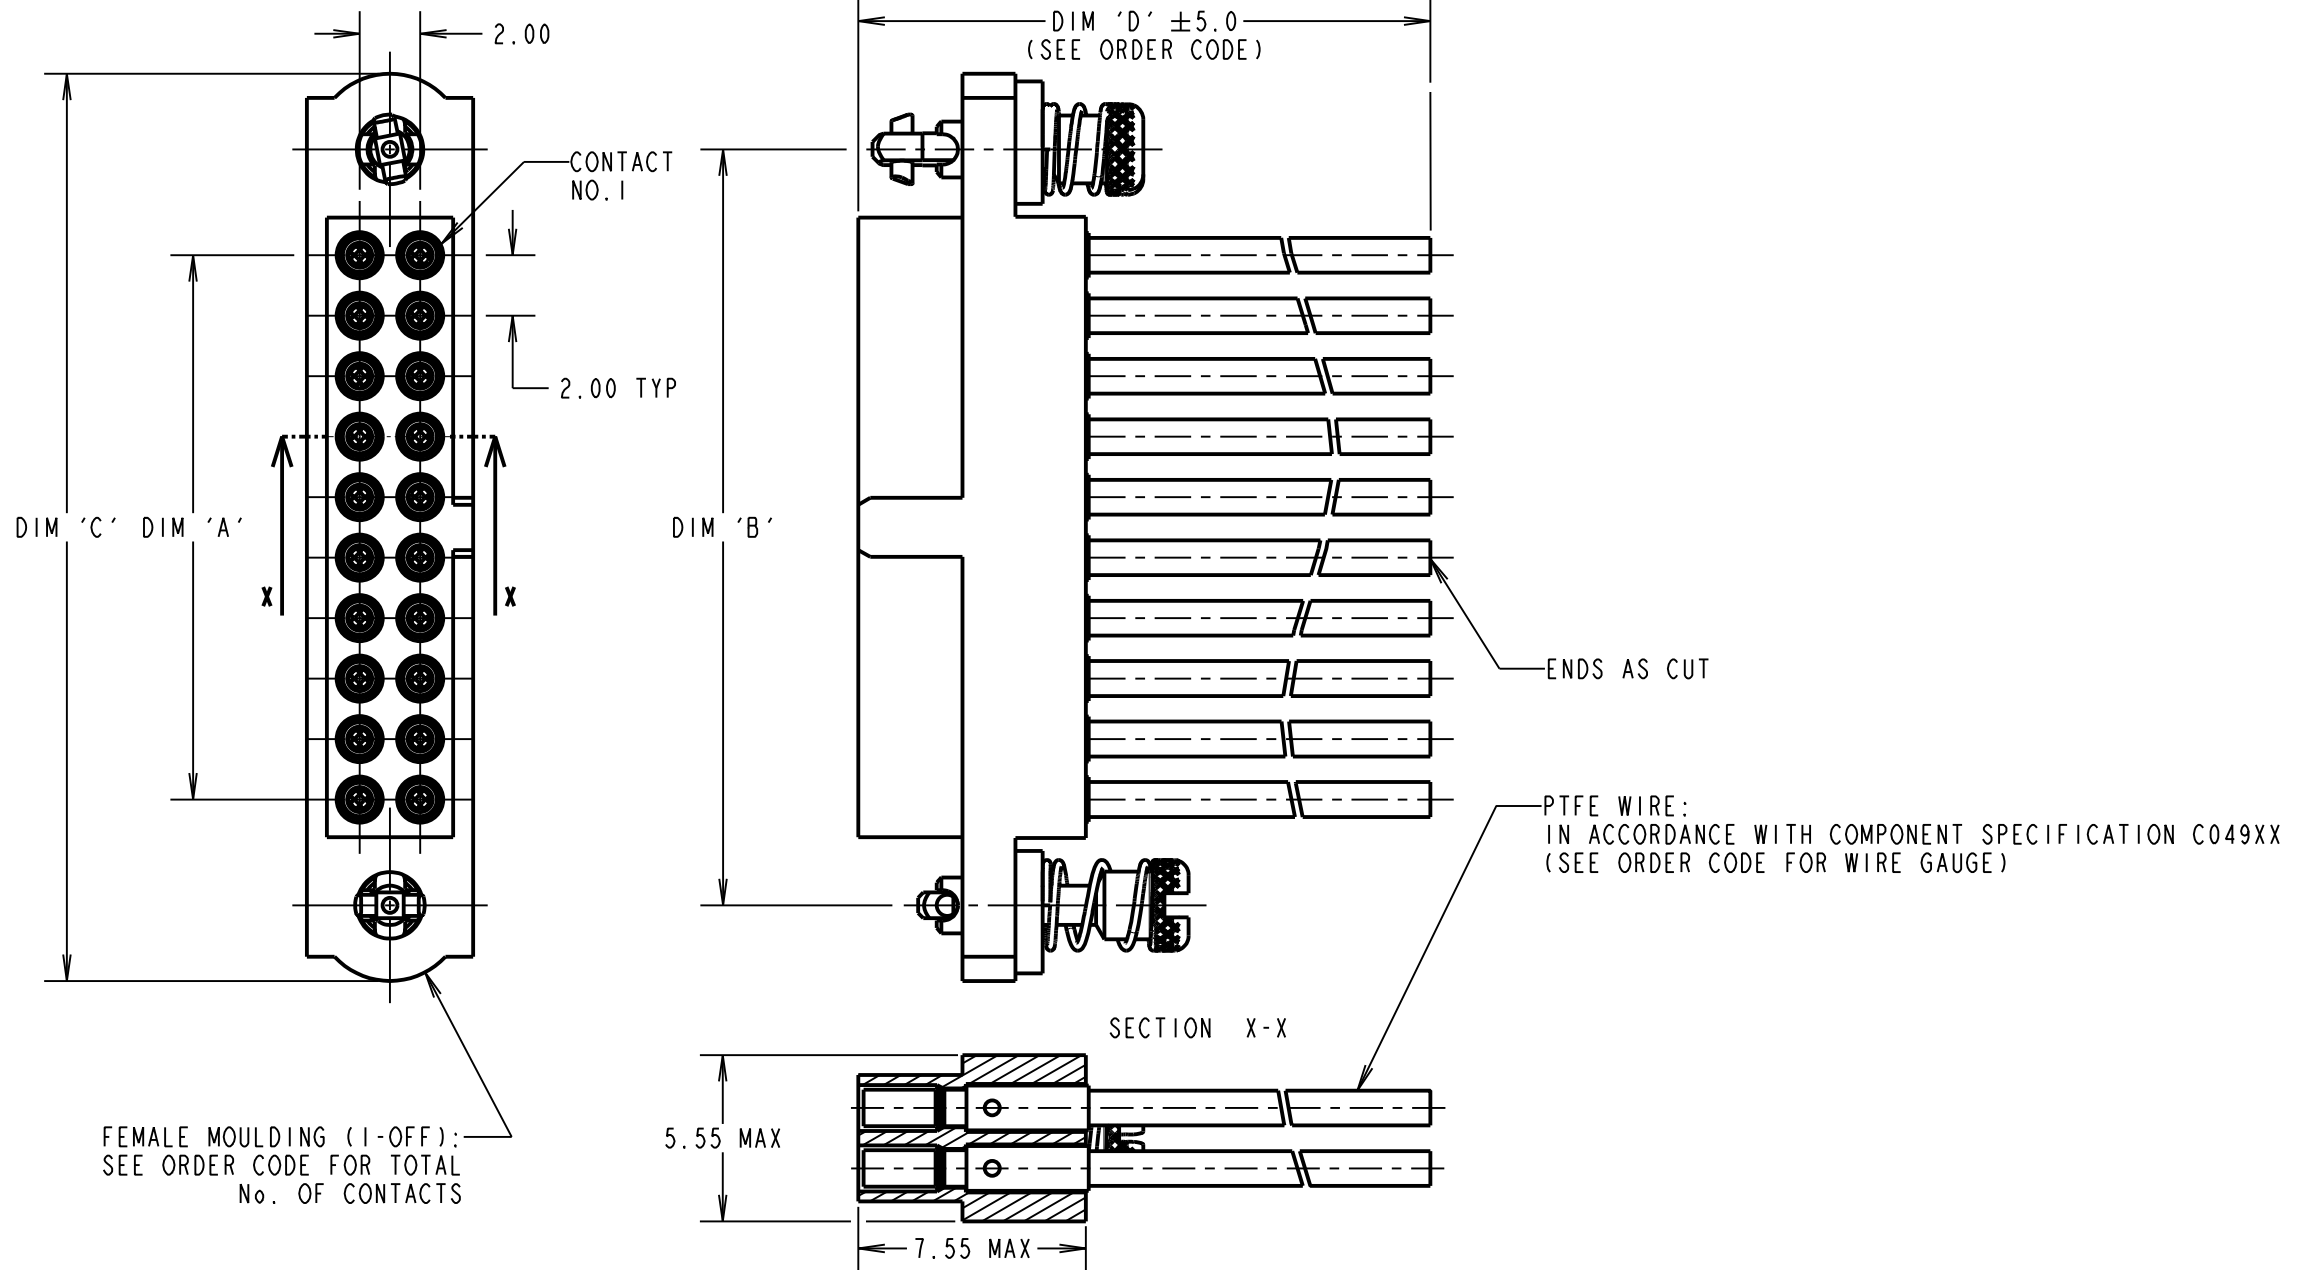 DIM 'D' ±5.0
(SEE ORDER CODE)
2.00
CONTACT
NO.1
2.00 TYP
DIM 'C'
DIM 'A'
DIM 'B'
x
x
ENDS AS CUT
PTFE WIRE:
IN ACCORDANCE WITH COMPONENT SPECIFICATION C049XX
(SEE ORDER CODE FOR WIRE GAUGE)
SECTION X-X
5.55 MAX
7.55 MAX
FEMALE MOULDING (1-OFF):
SEE ORDER CODE FOR TOTAL
No. OF CONTACTS